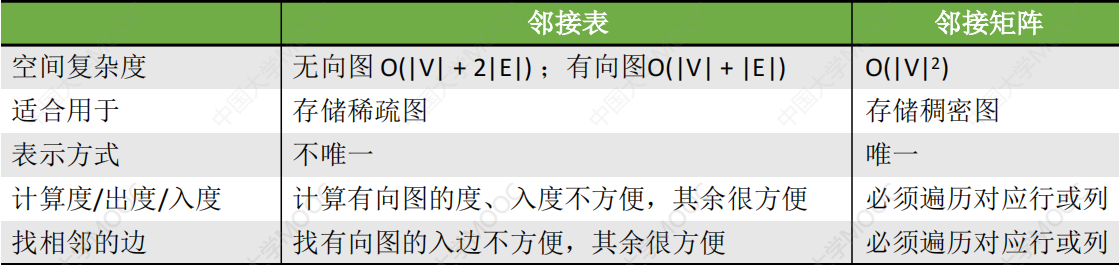 邻接表 邻接矩阵
空间复杂度 无向图 O(|V| + 2|E|)；有向图O(|V| + |E|) O(|V|²)
适合用于 存储稀疏图 存储稠密图
表示方式 不唯一 唯一
计算度/出度/入度 计算有向图的度、入度不方便，其余很方便 必须遍历对应行或列
找相邻的边 找有向图的入边不方便，其余很方便 必须遍历对应行或列